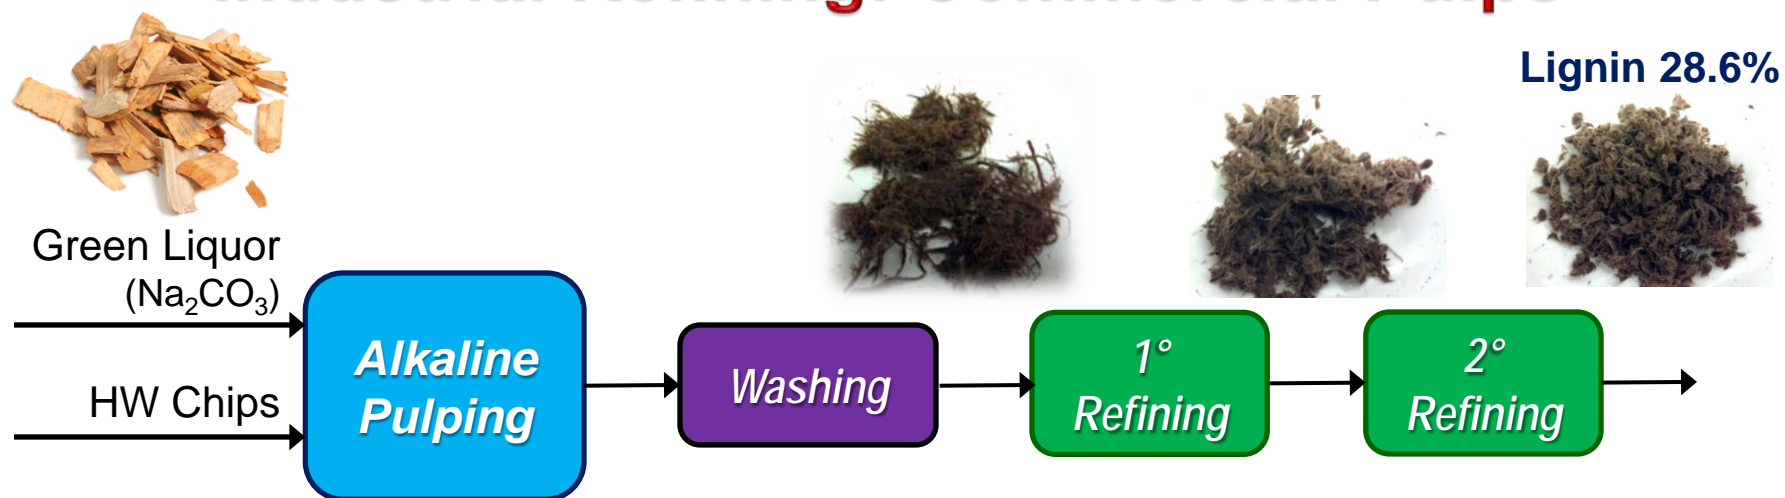 Lignin 28.6%
Green Liquor
(Na₂CO₃)
HW Chips
Alkaline
Pulping
Washing
1°
Refining
2°
Refining